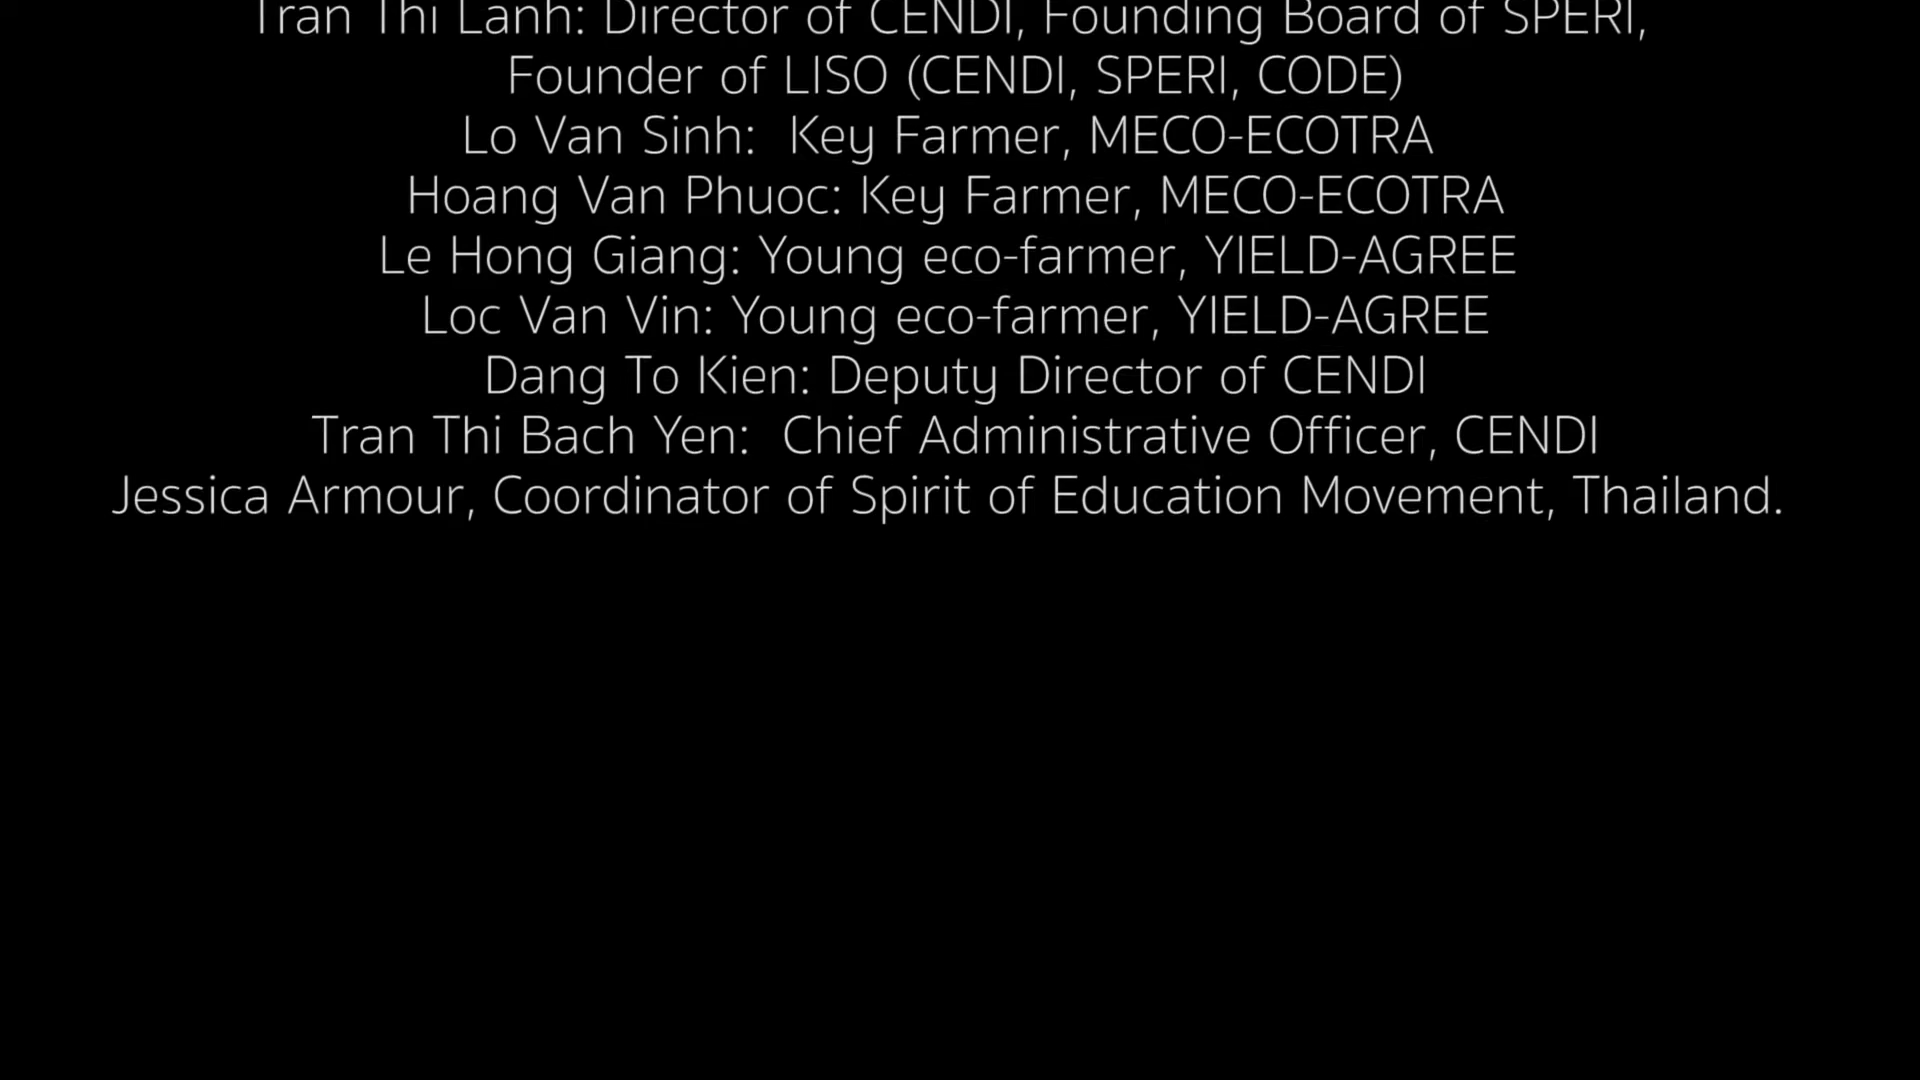 Tran Thi Lanh: Director of CENDI, Founding Board of SPERI,
Founder of LISO (CENDI, SPERI, CODE)
Lo Van Sinh:  Key Farmer, MECO-ECOTRA
Hoang Van Phuoc: Key Farmer, MECO-ECOTRA
Le Hong Giang: Young eco-farmer, YIELD-AGREE
Loc Van Vin: Young eco-farmer, YIELD-AGREE
Dang To Kien: Deputy Director of CENDI
Tran Thi Bach Yen:  Chief Administrative Officer, CENDI
Jessica Armour, Coordinator of Spirit of Education Movement, Thailand.